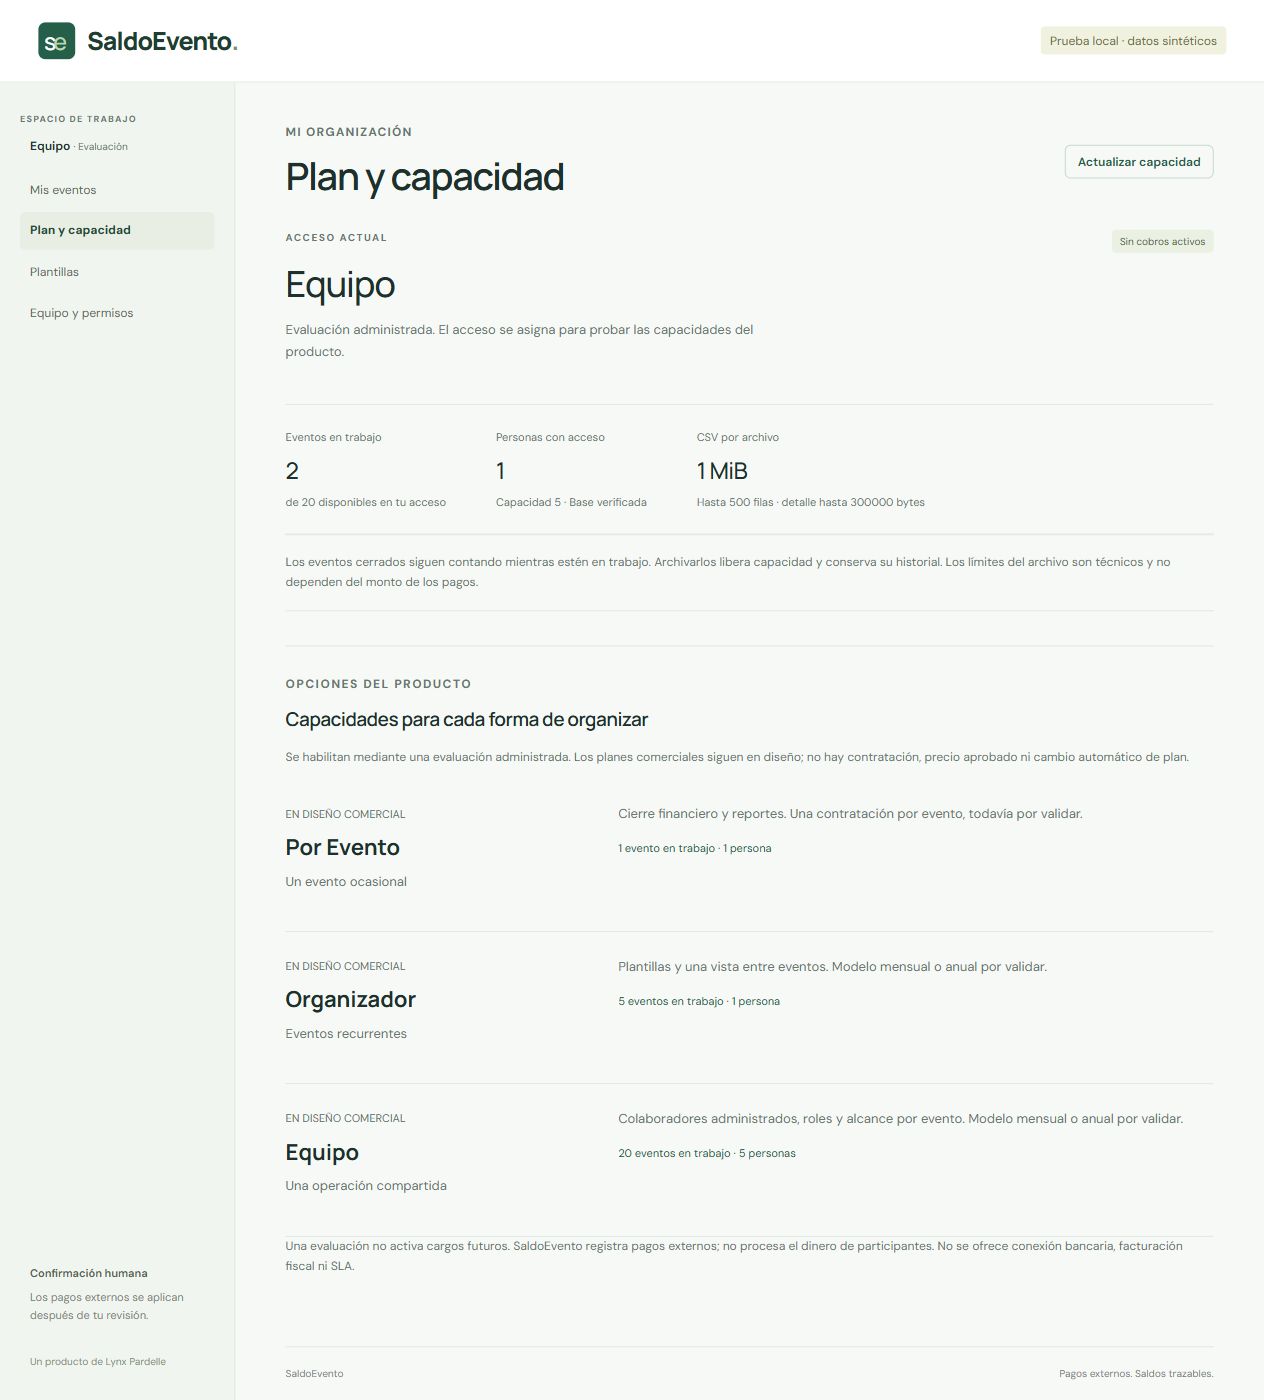 se SaldoEvento.
Prueba local · datos sintéticos
ESPACIO DE TRABAJO
Equipo · Evaluación
Mis eventos
Plan y capacidad
Plantillas
Equipo y permisos
Confirmación humana
Los pagos externos se aplican
después de tu revisión.
Un producto de Lynx Pardelle
MI ORGANIZACIÓN
Plan y capacidad
Actualizar capacidad
ACCESO ACTUAL
Sin cobros activos
Equipo
Evaluación administrada. El acceso se asigna para probar las capacidades del
producto.
Eventos en trabajo
2
de 20 disponibles en tu acceso
Personas con acceso
1
Capacidad 5 · Base verificada
CSV por archivo
1 MiB
Hasta 500 filas · detalle hasta 300000 bytes
Los eventos cerrados siguen contando mientras estén en trabajo. Archivarlos libera capacidad y conserva su historial. Los límites del archivo son técnicos y no
dependen del monto de los pagos.
OPCIONES DEL PRODUCTO
Capacidades para cada forma de organizar
Se habilitan mediante una evaluación administrada. Los planes comerciales siguen en diseño; no hay contratación, precio aprobado ni cambio automático de plan.
EN DISEÑO COMERCIAL
Por Evento
Un evento ocasional
Cierre financiero y reportes. Una contratación por evento, todavía por validar.
1 evento en trabajo · 1 persona
EN DISEÑO COMERCIAL
Organizador
Eventos recurrentes
Plantillas y una vista entre eventos. Modelo mensual o anual por validar.
5 eventos en trabajo · 1 persona
EN DISEÑO COMERCIAL
Equipo
Una operación compartida
Colaboradores administrados, roles y alcance por evento. Modelo mensual o anual por validar.
20 eventos en trabajo · 5 personas
Una evaluación no activa cargos futuros. SaldoEvento registra pagos externos; no procesa el dinero de participantes. No se ofrece conexión bancaria, facturación
fiscal ni SLA.
SaldoEvento
Pagos externos. Saldos trazables.